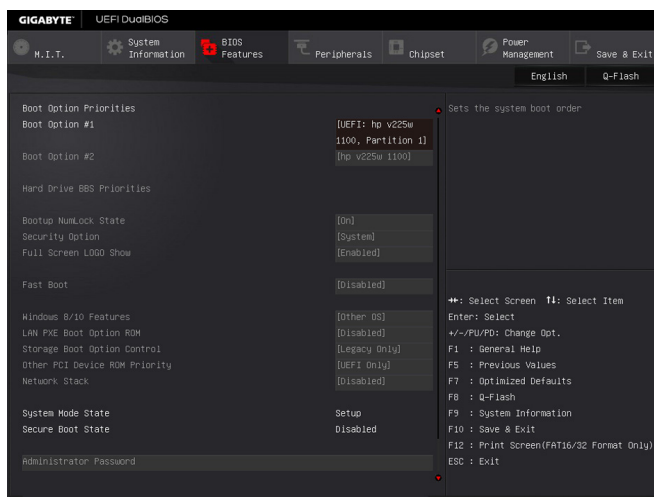 GIGABYTE™ UEFI DualBIOS
M.I.T.
System Information
BIOS Features
Peripherals
Chipset
Power Management
Save & Exit
English
Q-Flash
Boot Option Priorities
Boot Option #1 [UEFI: hp v225w
1100, Partition 1]
Boot Option #2 [hp v225w 1100]
Hard Drive BBS Priorities
Bootup NumLock State [On]
Security Option [System]
Full Screen LOGO Show [Enabled]
Fast Boot [Disabled]
Windows 8/10 Features [Other OS]
LAN PXE Boot Option ROM [Disabled]
Storage Boot Option Control [Legacy Only]
Other PCI Device ROM Priority [UEFI Only]
Network Stack [Disabled]
System Mode State Setup
Secure Boot State Disabled
Administrator Password
Sets the system boot order
→←: Select Screen ↑↓: Select Item
Enter: Select
+/-/PU/PD: Change Opt.
F1 : General Help
F5 : Previous Values
F7 : Optimized Defaults
F8 : Q-Flash
F9 : System Information
F10 : Save & Exit
F12 : Print Screen(FAT16/32 Format Only)
ESC : Exit